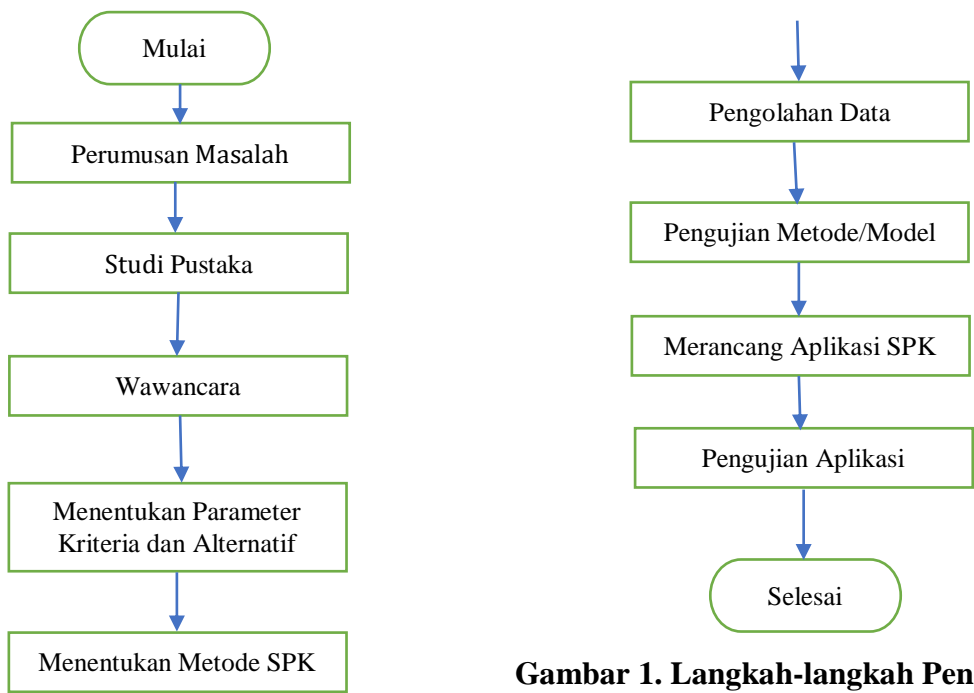 Mulai
Perumusan Masalah
Studi Pustaka
Wawancara
Menentukan Parameter
Kriteria dan Alternatif
Menentukan Metode SPK
Pengolahan Data
Pengujian Metode/Model
Merancang Aplikasi SPK
Pengujian Aplikasi
Selesai
Gambar 1. Langkah-langkah Pen